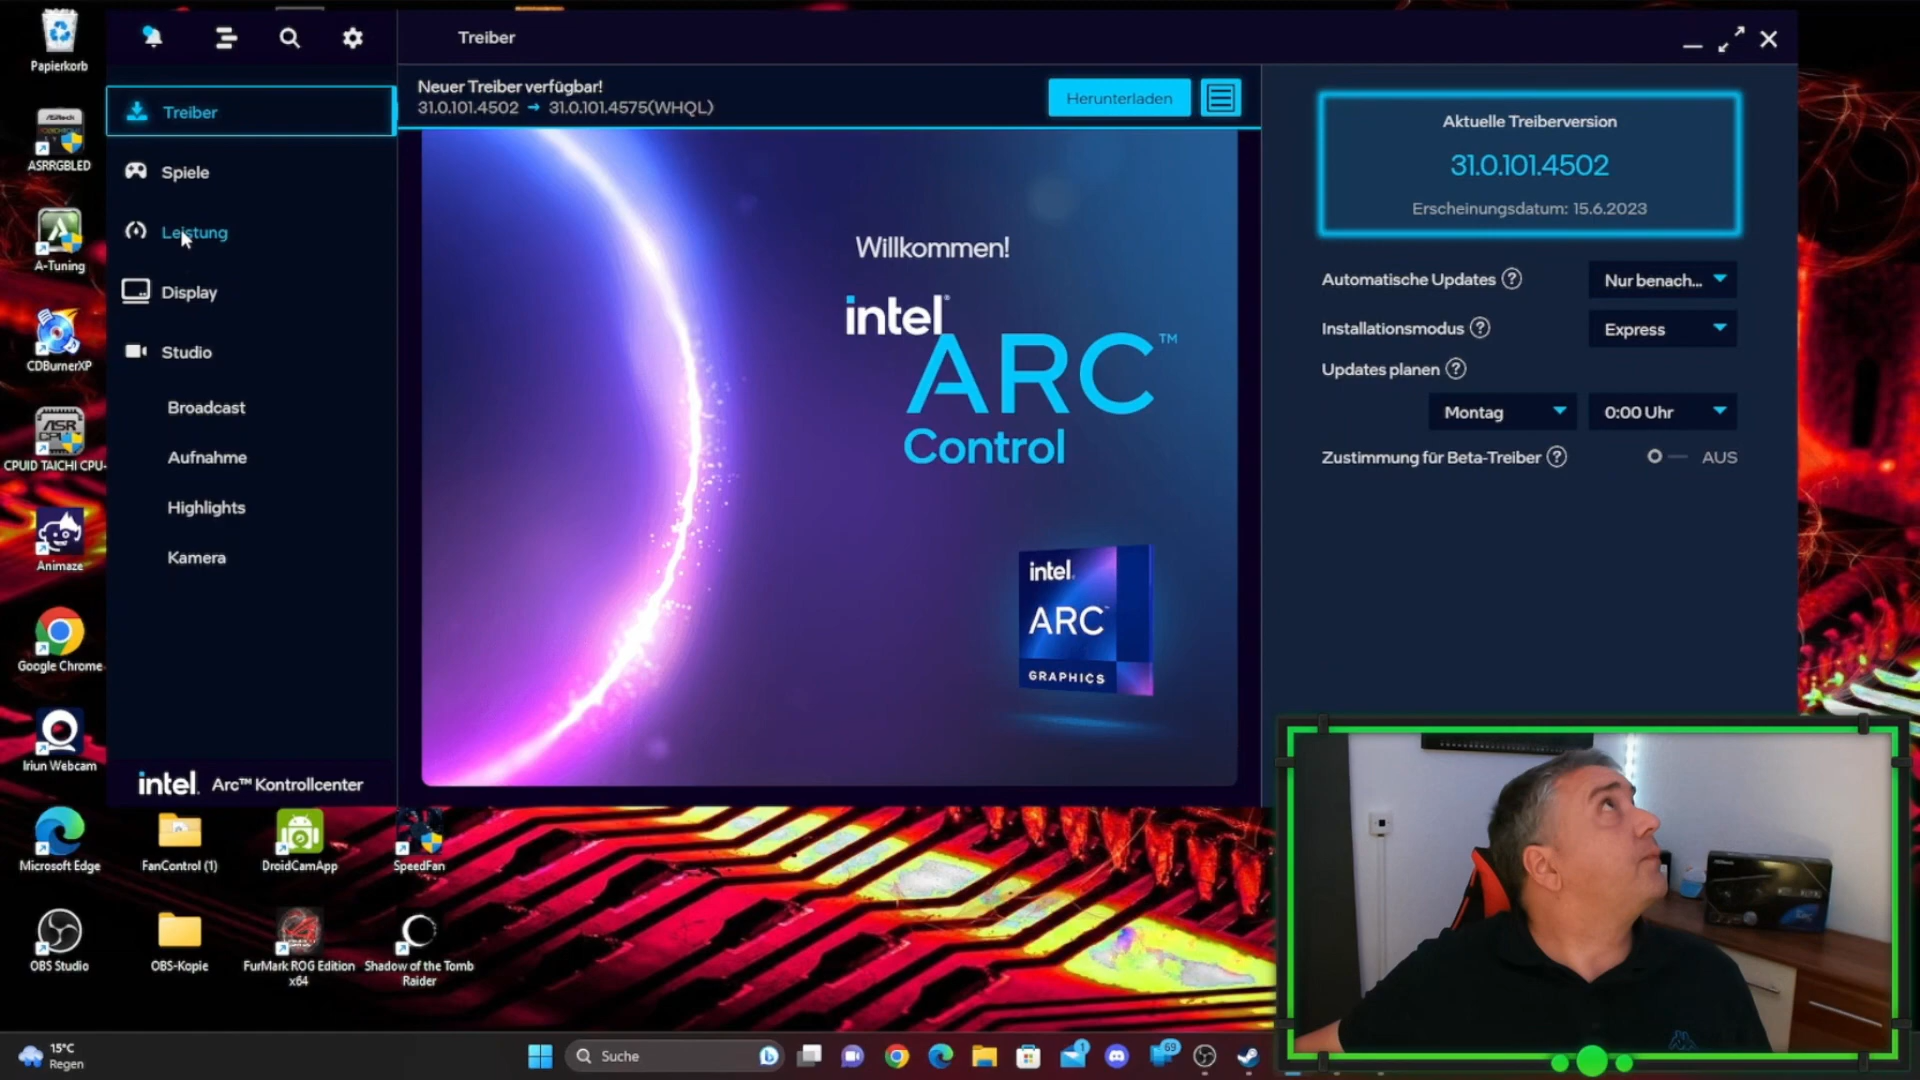 Papierkorb
ASRRGBLED
A-Tuning
CDBurnerXP
CPUID TAICHI CPU-
Animaze
Google Chrome
Iriun Webcam
Microsoft Edge
FanControl (1)
DroidCamApp
SpeedFan
OBS Studio
OBS-Kopie
FurMark ROG Edition
x64
Shadow of the Tomb
Raider
Treiber
Spiele
Leistung
Display
Studio
Broadcast
Aufnahme
Highlights
Kamera
intel. Arc™ Kontrollcenter
Treiber
Neuer Treiber verfügbar!
31.0.101.4502 → 31.0.101.4575(WHQL)
Herunterladen
Willkommen!
intel®
ARC™
Control
intel.
ARC™
GRAPHICS
Aktuelle Treiberversion
31.0.101.4502
Erscheinungsdatum: 15.6.2023
Automatische Updates ?
Nur benach...
Installationsmodus ?
Express
Updates planen ?
Montag
0:00 Uhr
Zustimmung für Beta-Treiber ?
AUS
15°C
Regen
Suche
1
69